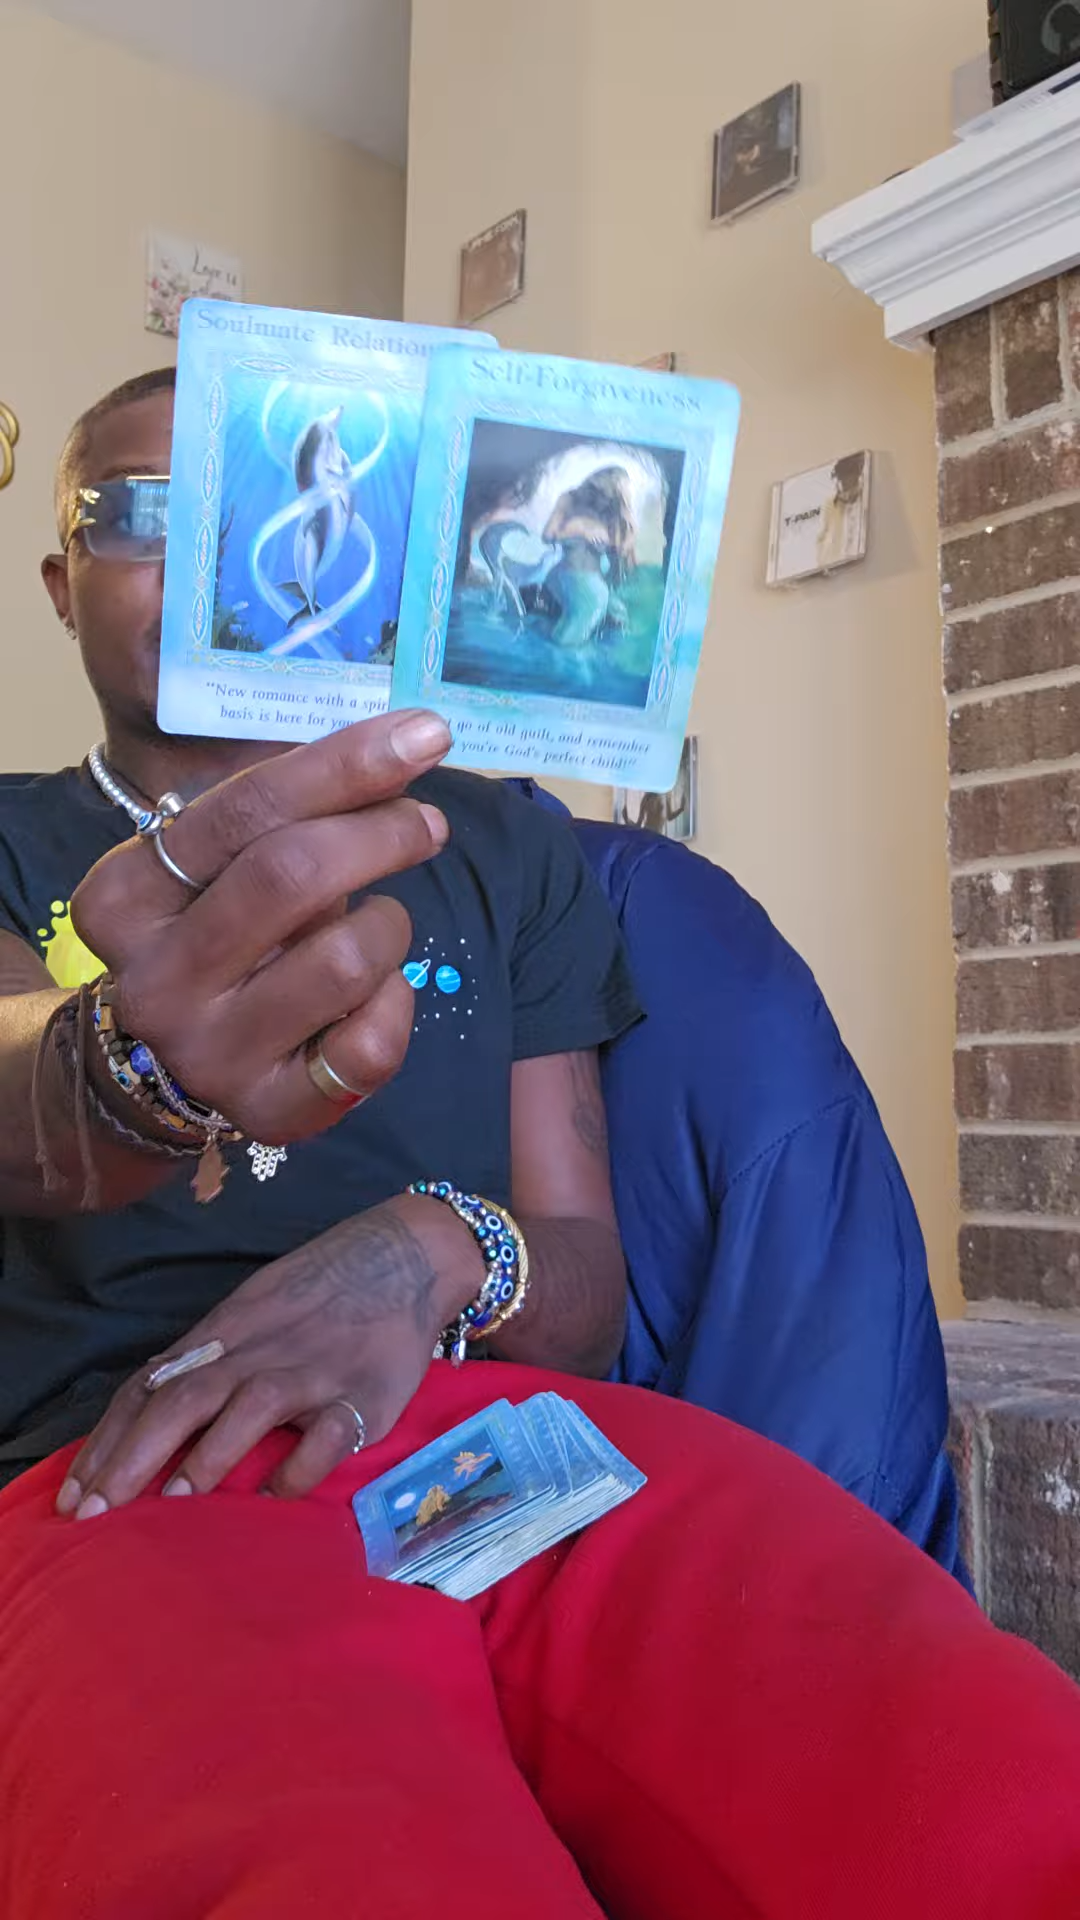 Soulmate Relation
Self-Forgiveness
"New romance with a spir
basis is here for you
go of old guilt, and remember
you're God's perfect child!"
T-PAIN